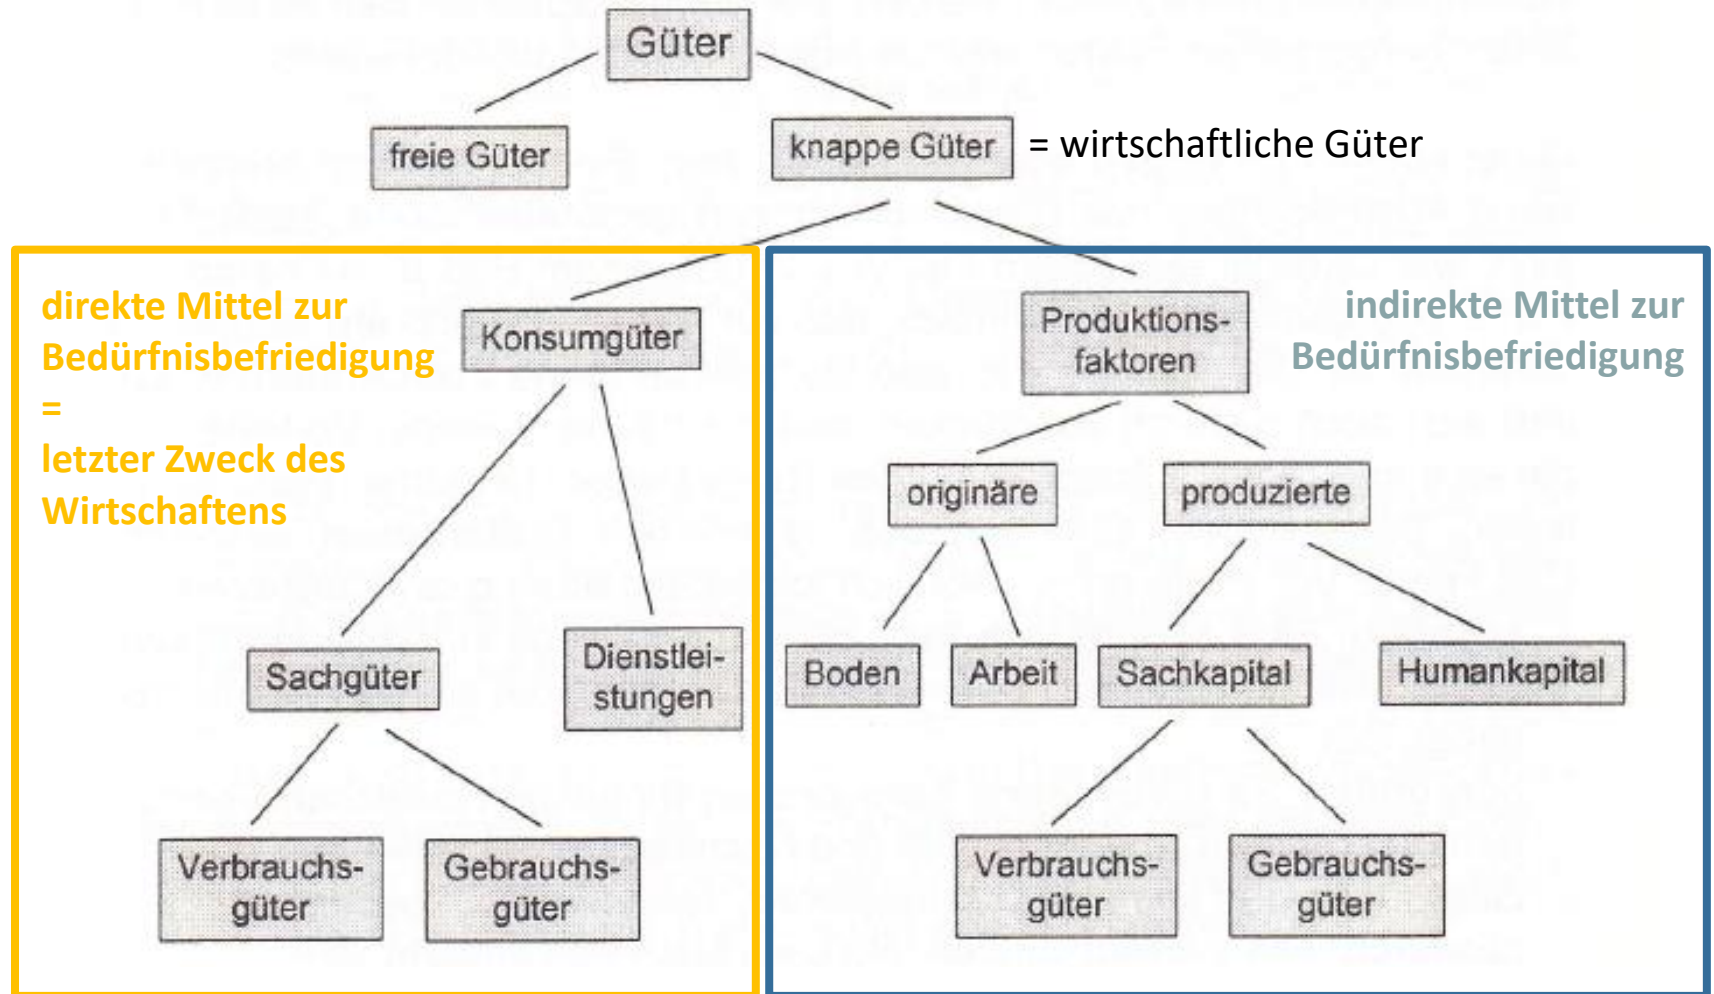 Güter
freie Güter
knappe Güter
= wirtschaftliche Güter
direkte Mittel zur
Bedürfnisbefriedigung
=
letzter Zweck des
Wirtschaftens
Konsumgüter
Produktions-
faktoren
indirekte Mittel zur
Bedürfnisbefriedigung
originäre
produzierte
Sachgüter
Dienstlei-
stungen
Boden
Arbeit
Sachkapital
Humankapital
Verbrauchs-
güter
Gebrauchs-
güter
Verbrauchs-
güter
Gebrauchs-
güter